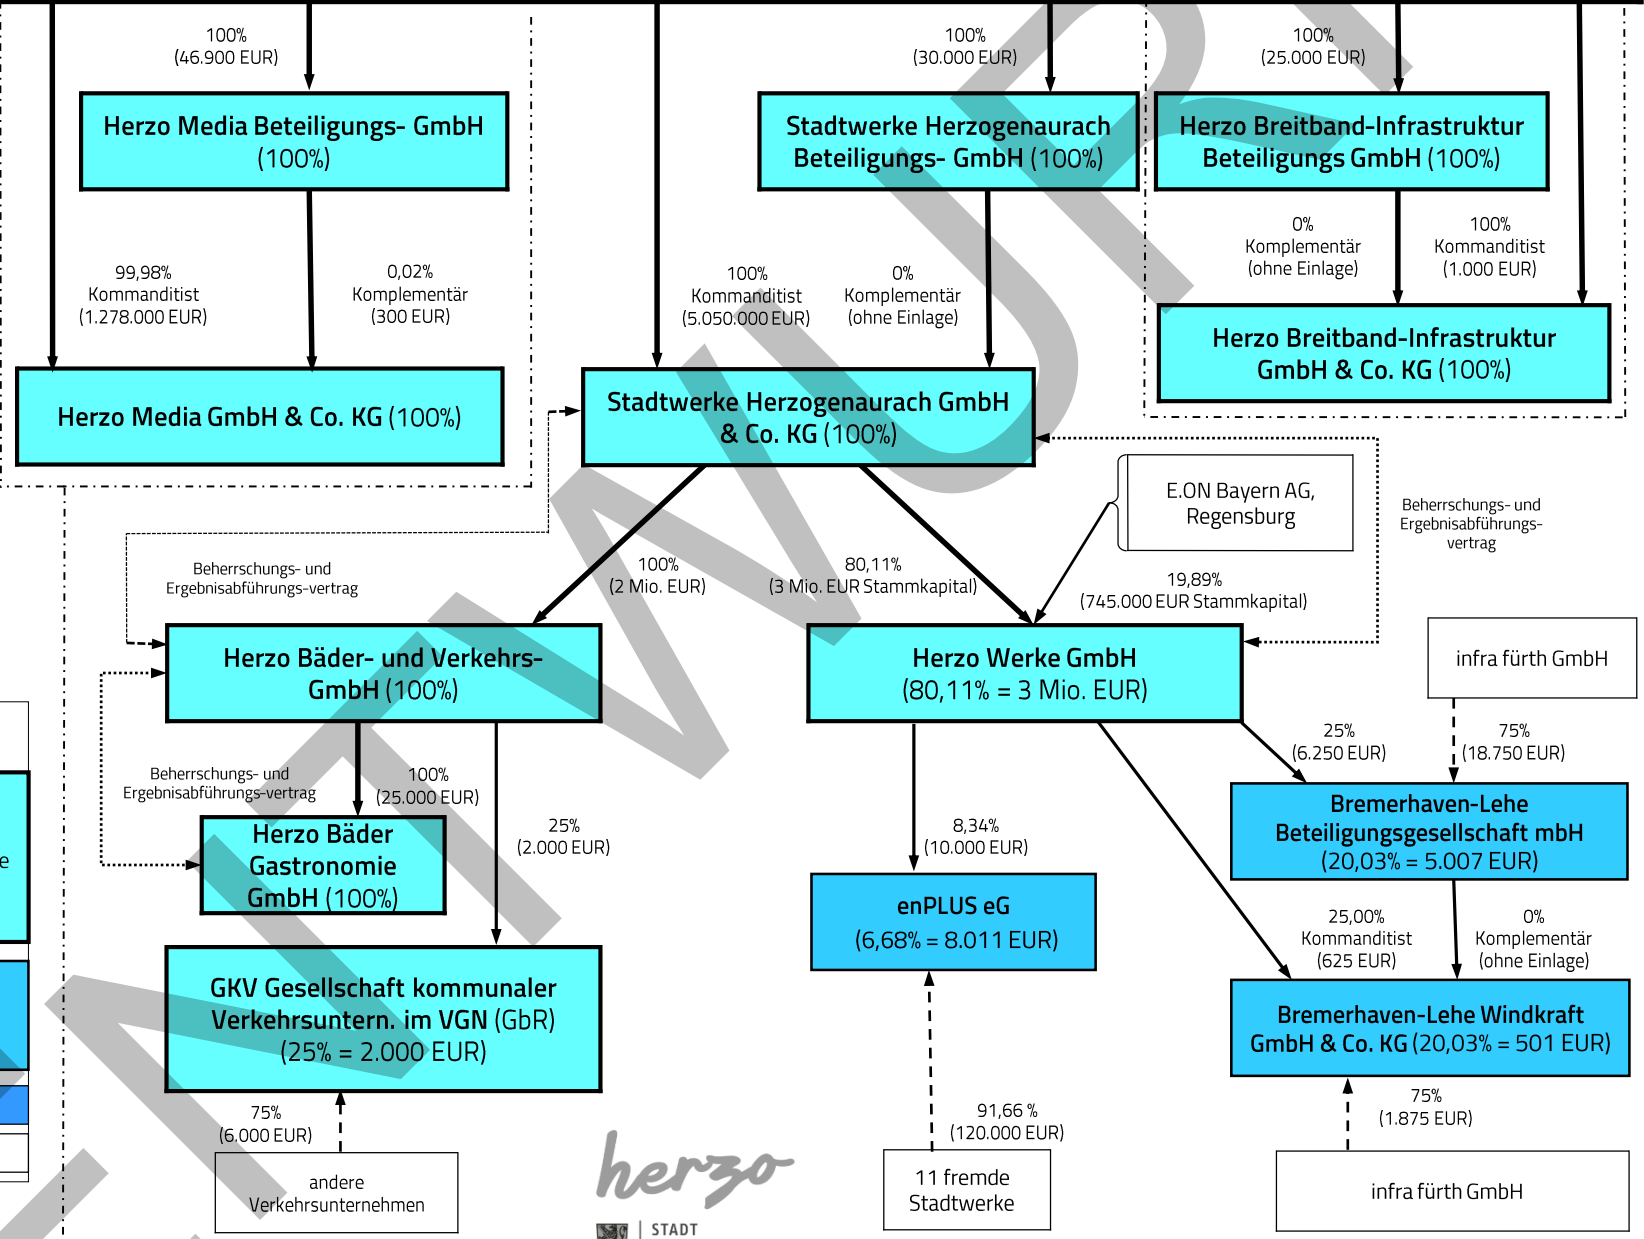 100%
(46.900 EUR)
100%
(30.000 EUR)
100%
(25.000 EUR)
Herzo Media Beteiligungs- GmbH
(100%)
Stadtwerke Herzogenaurach
Beteiligungs- GmbH (100%)
Herzo Breitband-Infrastruktur
Beteiligungs GmbH (100%)
99,98%
Kommanditist
(1.278.000 EUR)
0,02%
Komplementär
(300 EUR)
100%
Kommanditist
(5.050.000 EUR)
0%
Komplementär
(ohne Einlage)
0%
Komplementär
(ohne Einlage)
100%
Kommanditist
(1.000 EUR)
Herzo Media GmbH & Co. KG (100%)
Stadtwerke Herzogenaurach GmbH
& Co. KG (100%)
Herzo Breitband-Infrastruktur
GmbH & Co. KG (100%)
E.ON Bayern AG,
Regensburg
Beherrschungs- und
Ergebnisabführungs-
vertrag
Beherrschungs- und
Ergebnisabführungs-vertrag
100%
(2 Mio. EUR)
80,11%
(3 Mio. EUR Stammkapital)
19,89%
(745.000 EUR Stammkapital)
Herzo Bäder- und Verkehrs-
GmbH (100%)
Herzo Werke GmbH
(80,11% = 3 Mio. EUR)
infra fürth GmbH
25%
(6.250 EUR)
75%
(18.750 EUR)
Beherrschungs- und
Ergebnisabführungs-vertrag
100%
(25.000 EUR)
25%
(2.000 EUR)
8,34%
(10.000 EUR)
Herzo Bäder
Gastronomie
GmbH (100%)
Bremerhaven-Lehe
Beteiligungsgesellschaft mbH
(20,03% = 5.007 EUR)
e
enPLUS eG
(6,68% = 8.011 EUR)
25,00%
Kommanditist
(625 EUR)
0%
Komplementär
(ohne Einlage)
GKV Gesellschaft kommunaler
Verkehrsuntern. im VGN (GbR)
(25% = 2.000 EUR)
Bremerhaven-Lehe Windkraft
GmbH & Co. KG (20,03% = 501 EUR)
75%
(6.000 EUR)
91,66 %
(120.000 EUR)
75%
(1.875 EUR)
andere
Verkehrsunternehmen
11 fremde
Stadtwerke
infra fürth GmbH
herzo
STADT
ENTWUR